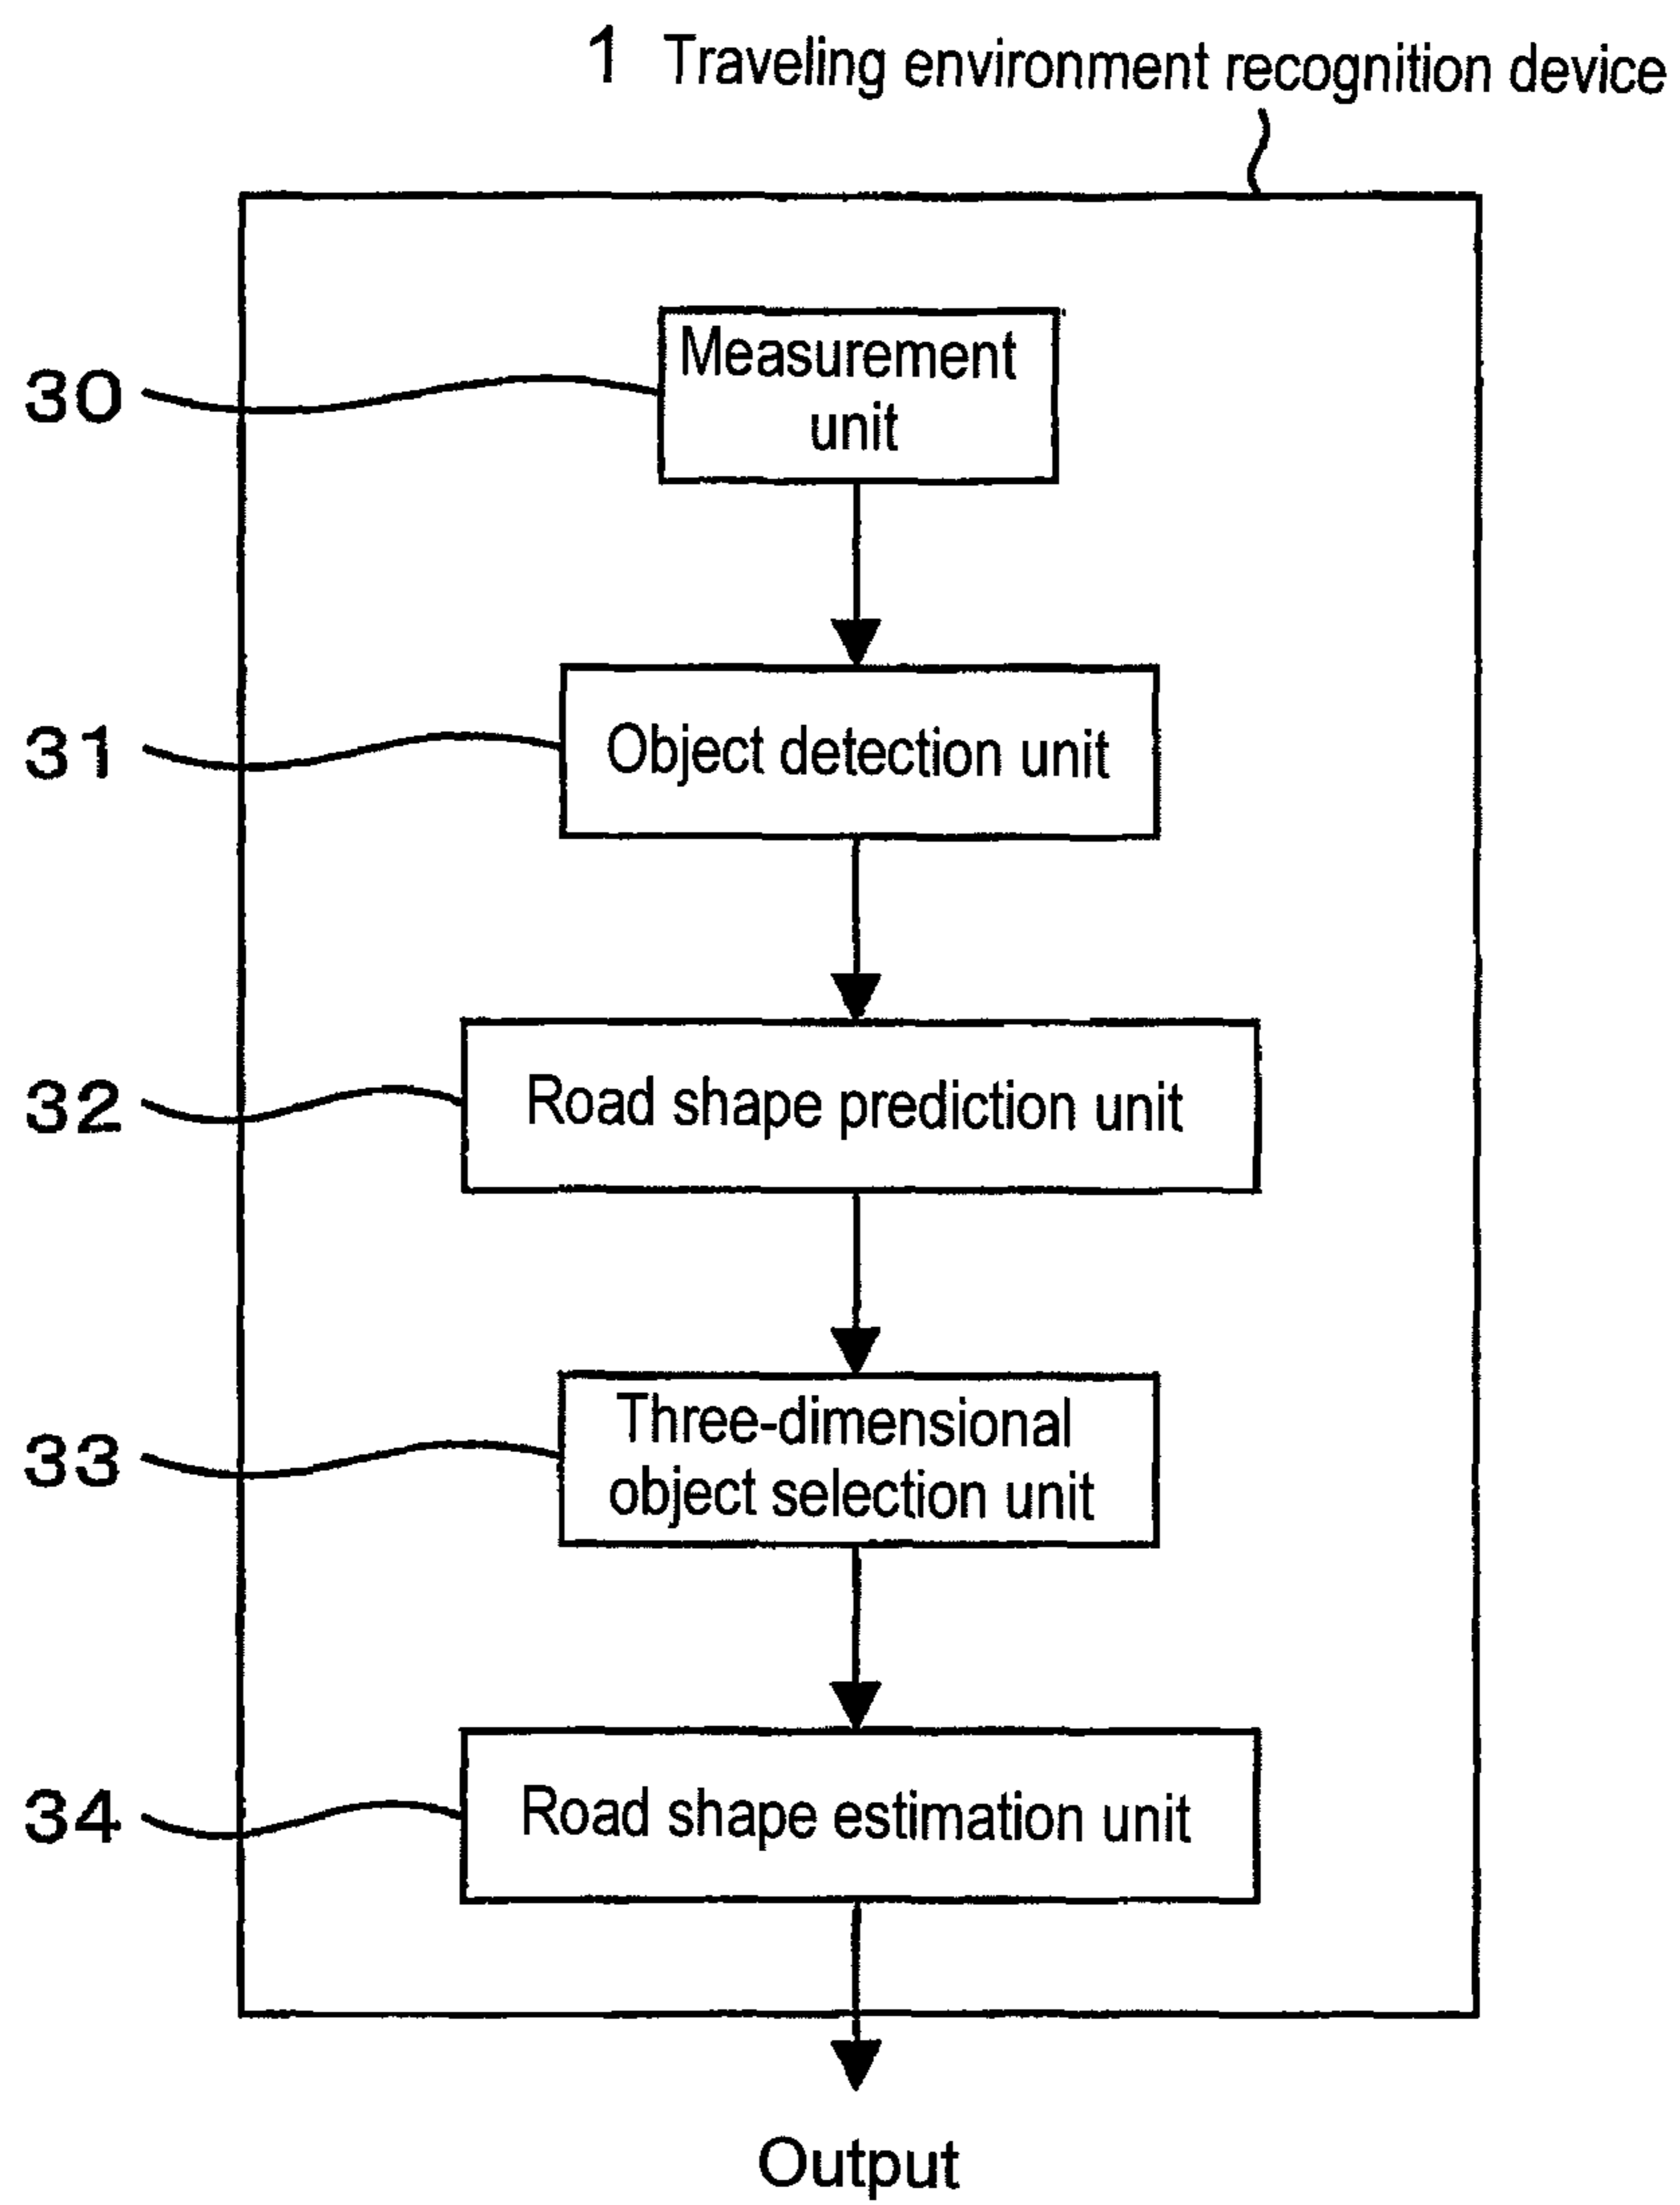 1 Traveling environment recognition device
30
Measurement
unit
31
Object detection unit
32
Road shape prediction unit
33
Three-dimensional
object selection unit
34
Road shape estimation unit
Output